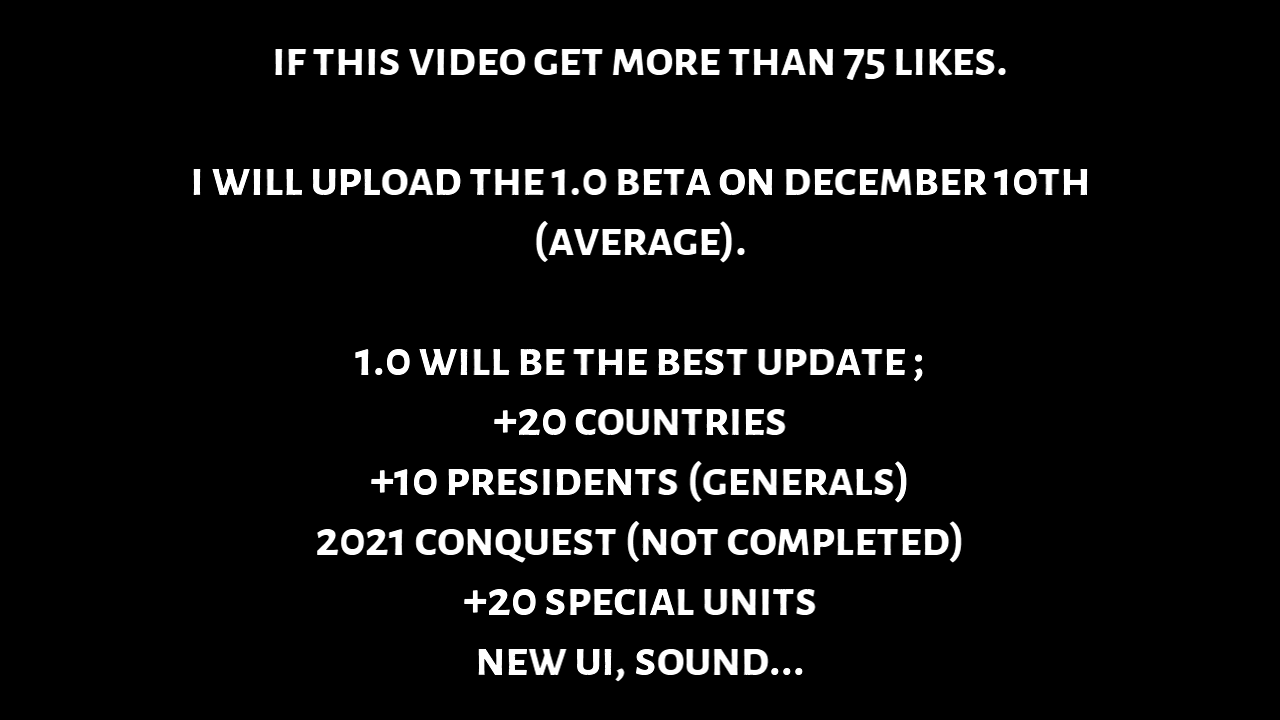 IF THIS VIDEO GET MORE THAN 75 LIKES.
I WILL UPLOAD THE 1.0 BETA ON DECEMBER 10TH
(AVERAGE).
1.0 WILL BE THE BEST UPDATE ;
+20 COUNTRIES
+10 PRESIDENTS (GENERALS)
2021 CONQUEST (NOT COMPLETED)
+20 SPECIAL UNITS
NEW UI, SOUND...